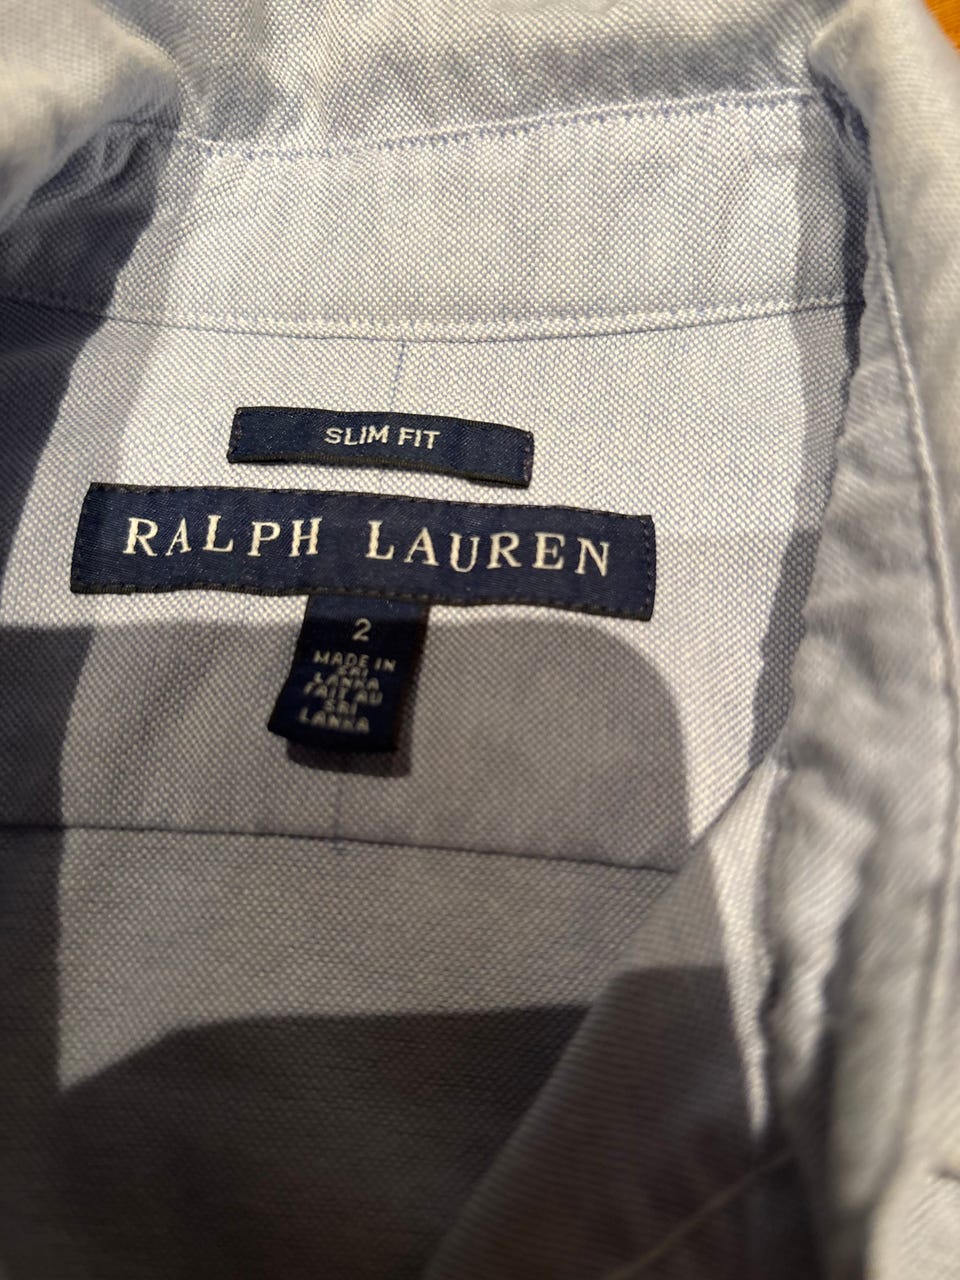 SLIM FIT
RALPH LAUREN
2
MADE IN
SRI
LANKA
FAIT AU
SRI
LANKA